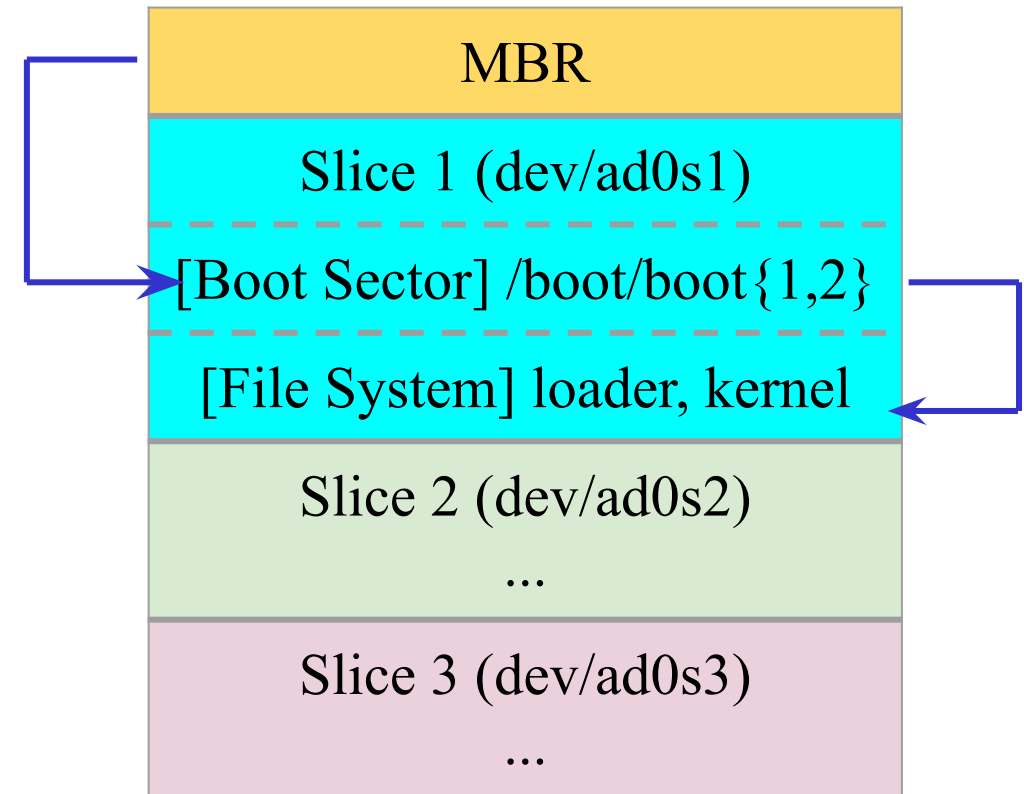 MBR
Slice 1 (dev/ad0s1)
[Boot Sector] /boot/boot{1,2}
[File System] loader, kernel
Slice 2 (dev/ad0s2)
...
Slice 3 (dev/ad0s3)
...